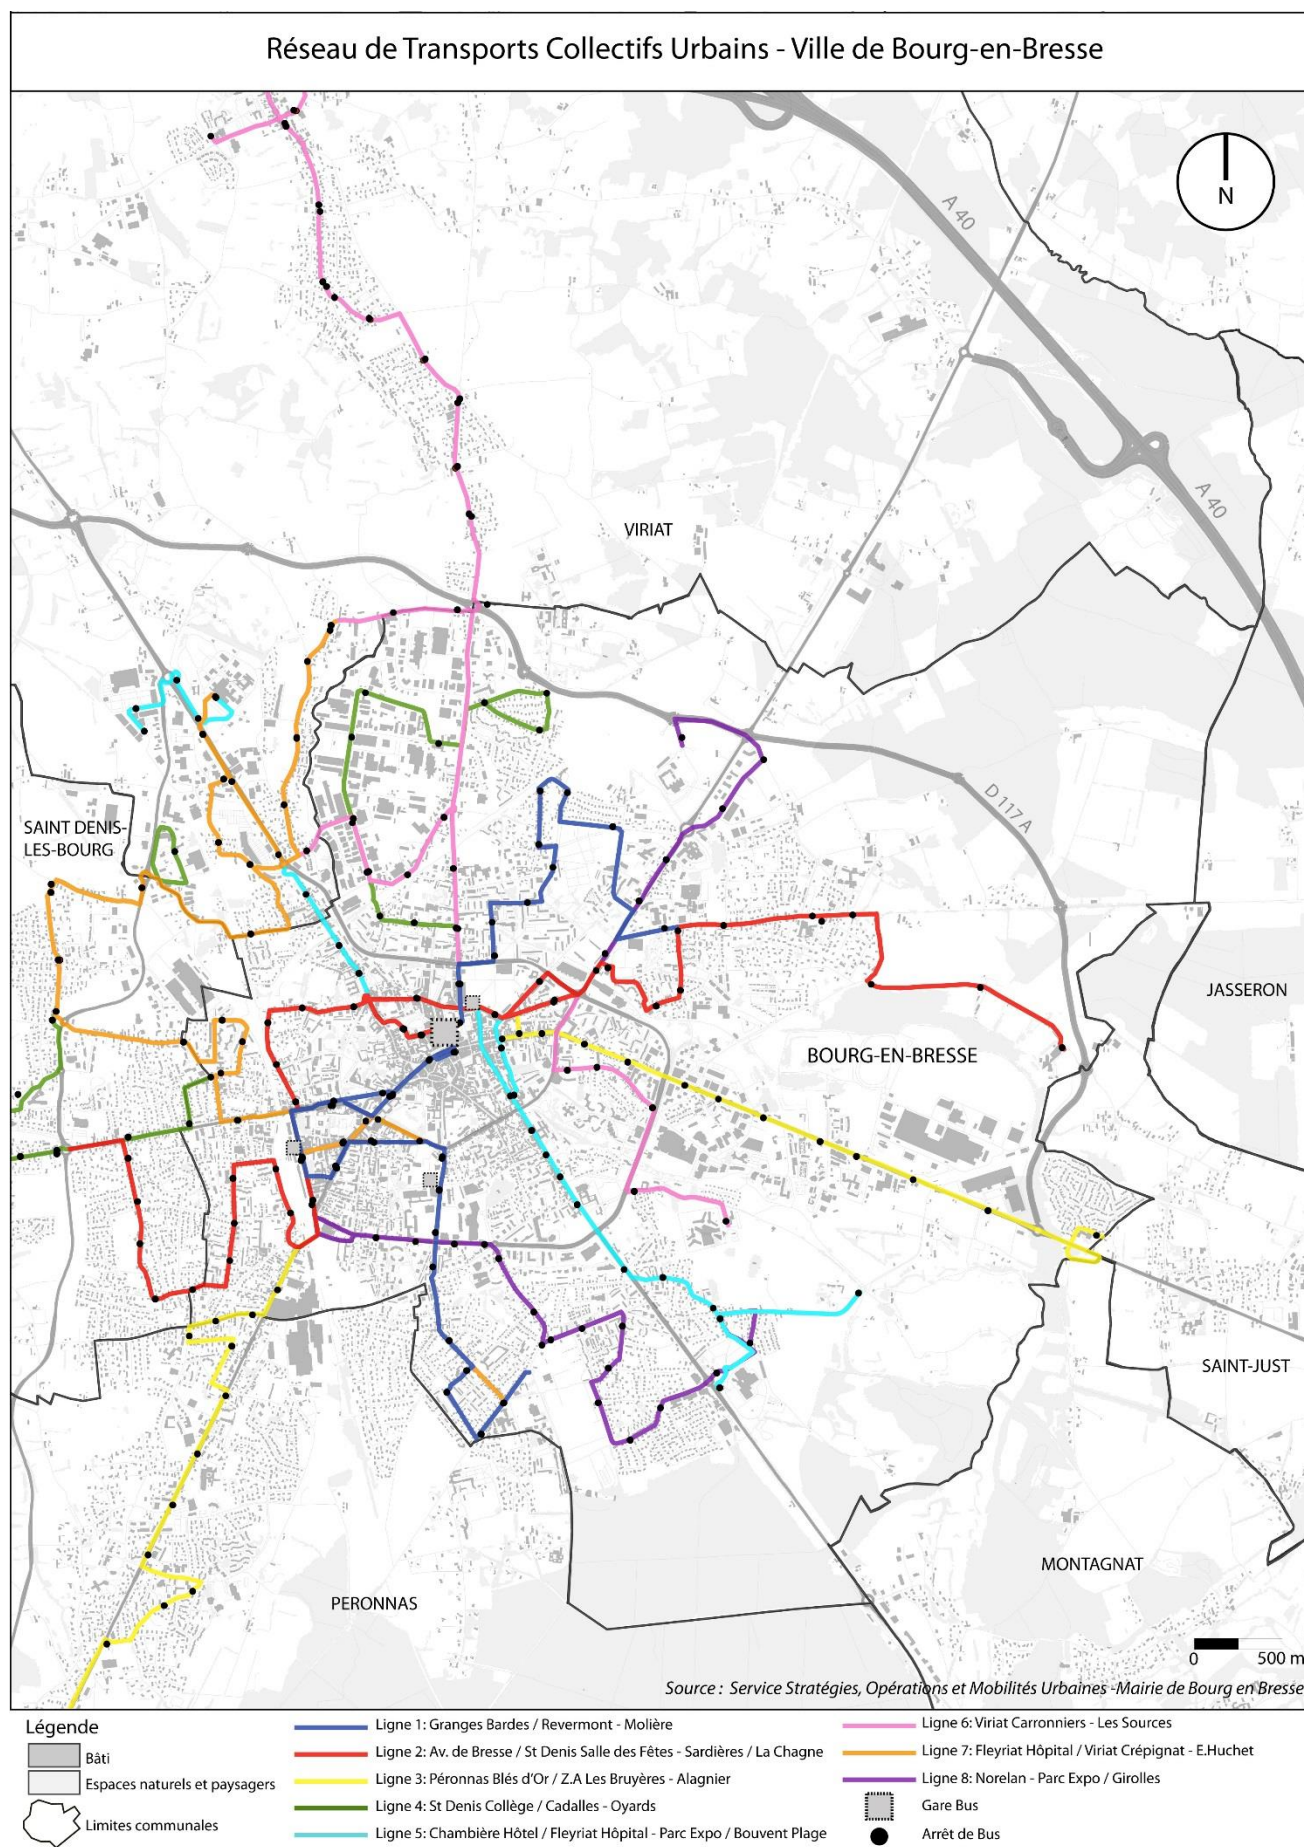 Réseau de Transports Collectifs Urbains - Ville de Bourg-en-Bresse
N
A 40
A 40
VIRIAT
D 117A
SAINT DENIS-
LES-BOURG
JASSERON
BOURG-EN-BRESSE
SAINT-JUST
MONTAGNAT
PERONNAS
0 500 m
Source : Service Stratégies, Opérations et Mobilités Urbaines -Mairie de Bourg en Bresse
Légende
Bâti
Espaces naturels et paysagers
Limites communales
Ligne 1: Granges Bardes / Revermont - Molière
Ligne 2: Av. de Bresse / St Denis Salle des Fêtes - Sardières / La Chagne
Ligne 3: Péronnas Blés d'Or / Z.A Les Bruyères - Alagnier
Ligne 4: St Denis Collège / Cadalles - Oyards
Ligne 5: Chambière Hôtel / Fleyriat Hôpital - Parc Expo / Bouvent Plage
Ligne 6: Viriat Carronniers - Les Sources
Ligne 7: Fleyriat Hôpital / Viriat Crépignat - E.Huchet
Ligne 8: Norelan - Parc Expo / Girolles
Gare Bus
Arrêt de Bus